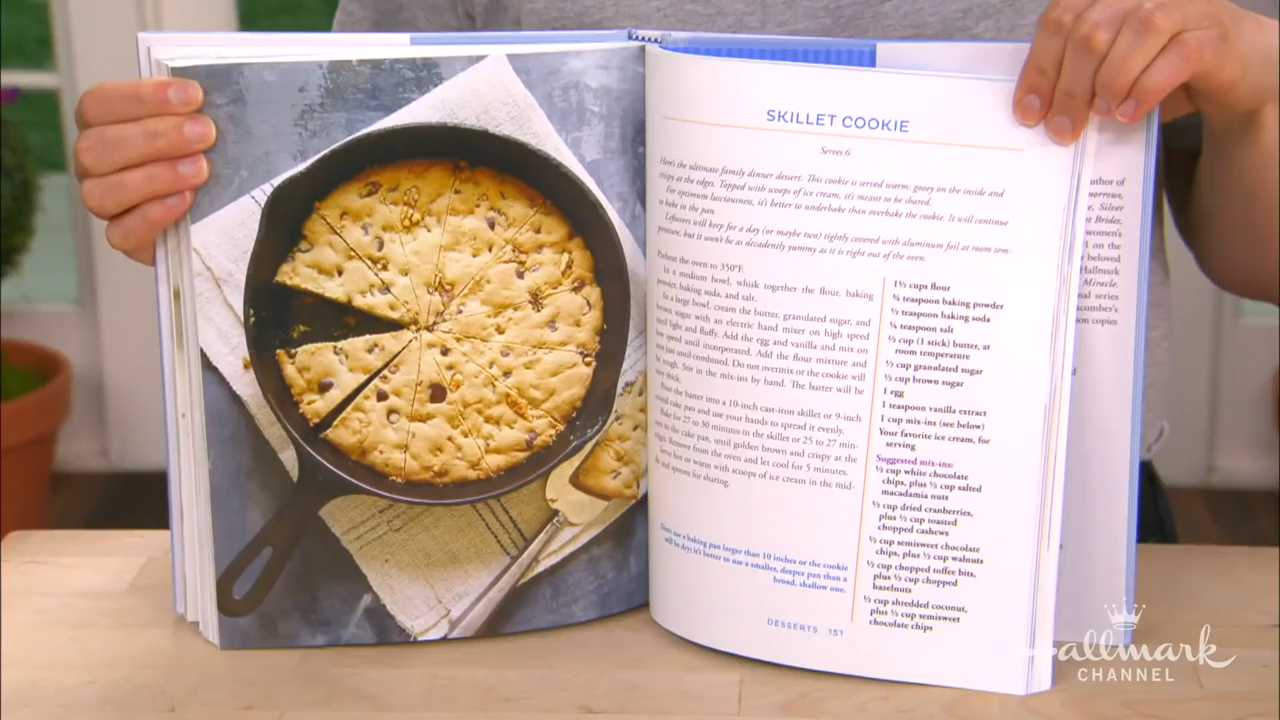 SKILLET COOKIE
Serves 6
Here's the ultimate family dinner dessert. This cookie is served warm: gooey on the inside and
crispy at the edges. Topped with scoops of ice cream, it's meant to be shared.
For optimum lusciousness, it's better to underbake than overbake the cookie. It will continue
to bake in the pan.
Leftovers will keep for a day (or maybe two) tightly covered with aluminum foil at room tem-
perature, but it won't be as decadently yummy as it is right out of the oven.
Preheat the oven to 350°F.
In a medium bowl, whisk together the flour, baking
powder, baking soda, and salt.
In a large bowl, cream the butter, granulated sugar, and
brown sugar with an electric hand mixer on high speed
until light and fluffy. Add the egg and vanilla and mix on
low speed until incorporated. Add the flour mixture and
mix just until combined. Do not overmix or the cookie will
be tough. Stir in the mix-ins by hand. The batter will be
very thick.
Pour the batter into a 10-inch cast-iron skillet or 9-inch
round cake pan and use your hands to spread it evenly.
Bake for 27 to 30 minutes in the skillet or 25 to 27 min-
utes in the cake pan, until golden brown and crispy at the
edges. Remove from the oven and let cool for 5 minutes.
Serve hot or warm with scoops of ice cream in the mid-
dle and spoons for sharing.
Don't use a baking pan larger than 10 inches or the cookie
will be dry; it's better to use a smaller, deeper pan than a
broad, shallow one.
1½ cups flour
¾ teaspoon baking powder
½ teaspoon baking soda
¼ teaspoon salt
½ cup (1 stick) butter, at
room temperature
½ cup granulated sugar
½ cup brown sugar
1 egg
1 teaspoon vanilla extract
1 cup mix-ins (see below)
Your favorite ice cream, for
serving
Suggested mix-ins:
½ cup white chocolate
chips, plus ½ cup salted
macadamia nuts
½ cup dried cranberries,
plus ½ cup toasted
chopped cashews
½ cup semisweet chocolate
chips, plus ½ cup walnuts
½ cup chopped toffee bits,
plus ½ cup chopped
hazelnuts
½ cup shredded coconut,
plus ½ cup semisweet
chocolate chips
DESSERTS 151
of
Silver
Brides,
women's
on the
beloved
Hallmark
Miracle.
series
copies
Hallmark
CHANNEL